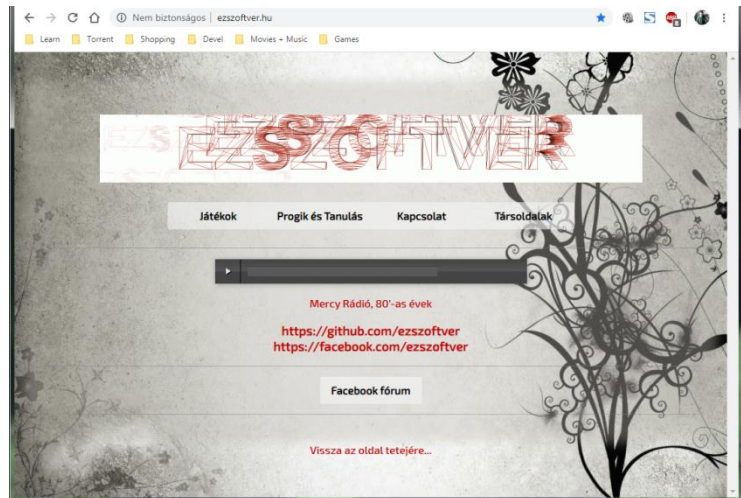 Nem biztonságos | ezszoftver.hu
Learn Torrent Shopping Devel Movies + Music Games
EZSZOFTVER
Játékok Progik és Tanulás Kapcsolat Társoldalak
Mercy Rádió, 80'-as évek
https://github.com/ezszoftver
https://facebook.com/ezszoftver
Facebook fórum
Vissza az oldal tetejére...